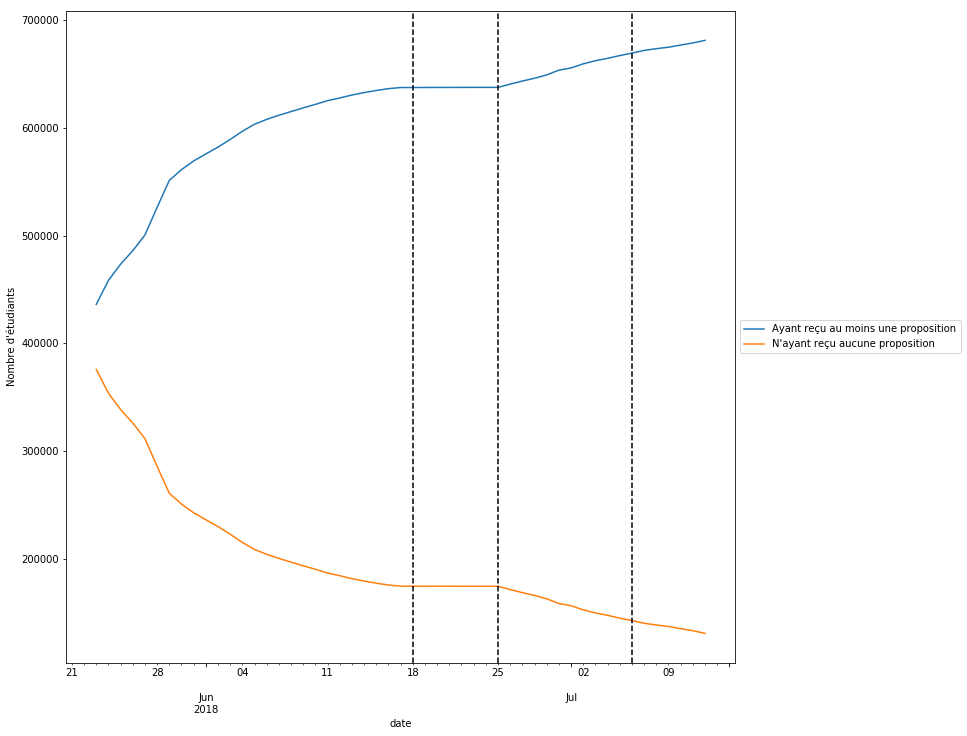 700000
600000
500000
400000
300000
200000
Nombre d'étudiants
21 28 04 11 18 25 02 09
Jun Jul
2018
date
Ayant reçu au moins une proposition
N'ayant reçu aucune proposition